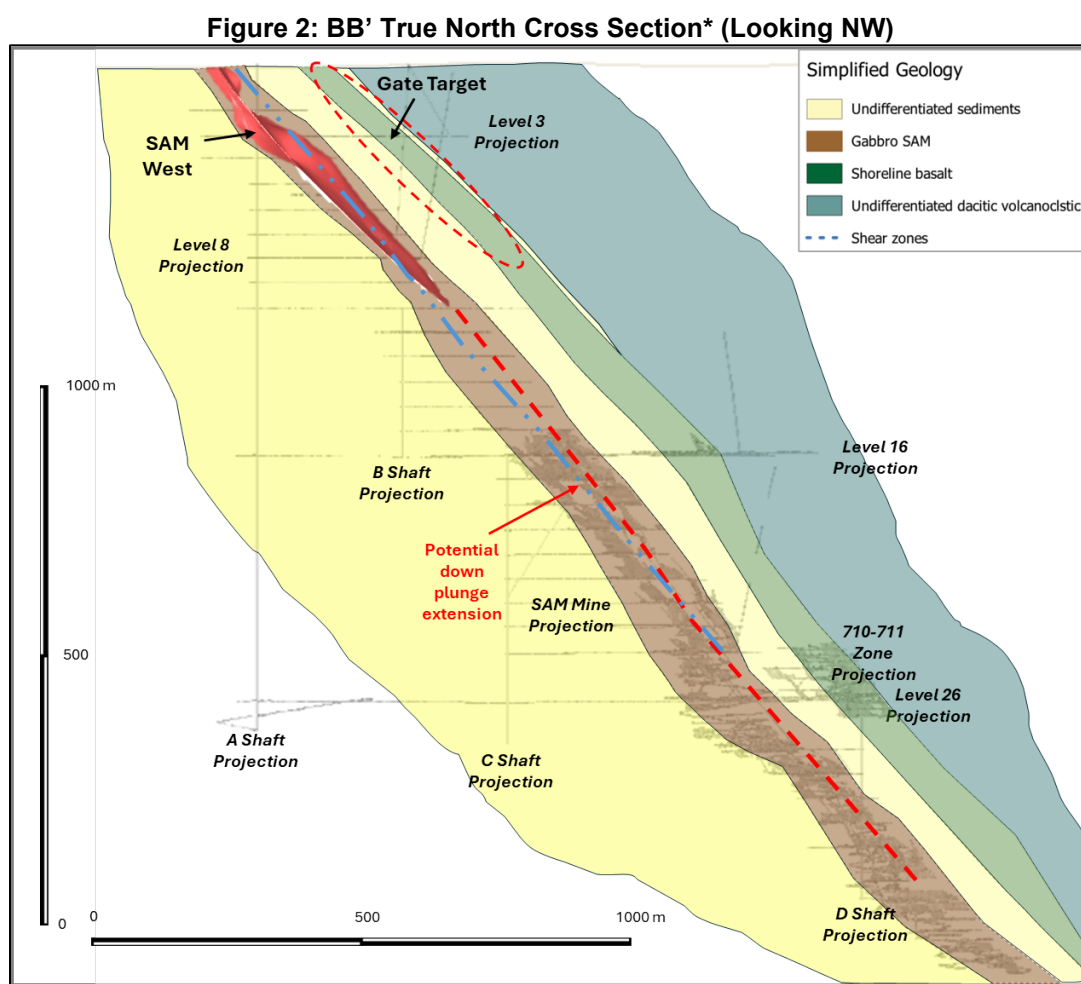 Figure 2: BB’ True North Cross Section* (Looking NW)
Simplified Geology
Undifferentiated sediments
Gabbro SAM
Shoreline basalt
Undifferentiated dacitic volcanoclstic
Shear zones
Gate Target
SAM
West
Level 3
Projection
Level 8
Projection
1000 m
B Shaft
Projection
Level 16
Projection
Potential
down
plunge
extension
SAM Mine
Projection
500
710-711
Zone
Projection
Level 26
Projection
A Shaft
Projection
C Shaft
Projection
D Shaft
Projection
0
0
500
1000 m